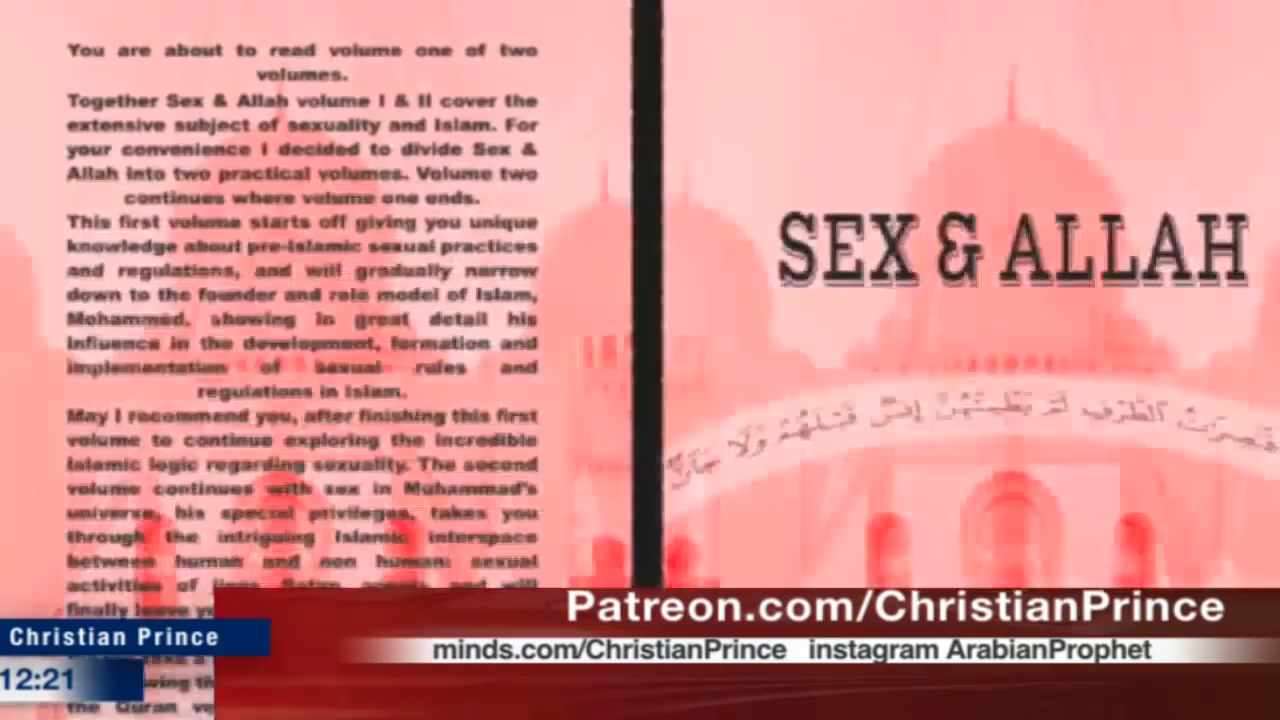 You are about to read volume one of two
volumes.
Together Sex & Allah volume I & II cover the
extensive subject of sexuality and Islam. For
your convenience I decided to divide Sex &
Allah into two practical volumes. Volume two
continues where volume one ends.
This first volume starts off giving you unique
knowledge about pre-Islamic sexual practices
and regulations, and will gradually narrow
down to the founder and role model of Islam,
Mohammed, showing in great detail his
influence in the development, formation and
implementation of sexual rules and
regulations in Islam.
May I recommend you, after finishing this first
volume to continue exploring the incredible
Islamic logic regarding sexuality. The second
volume continues with sex in Muhammad's
universe, his special privileges, takes you
through the intriguing Islamic interspace
between human and non human sexual
activities of
finally leave
the Quran
SEX & ALLAH
Patreon.com/ChristianPrince
Christian Prince
minds.com/ChristianPrince instagram ArabianProphet
12:21